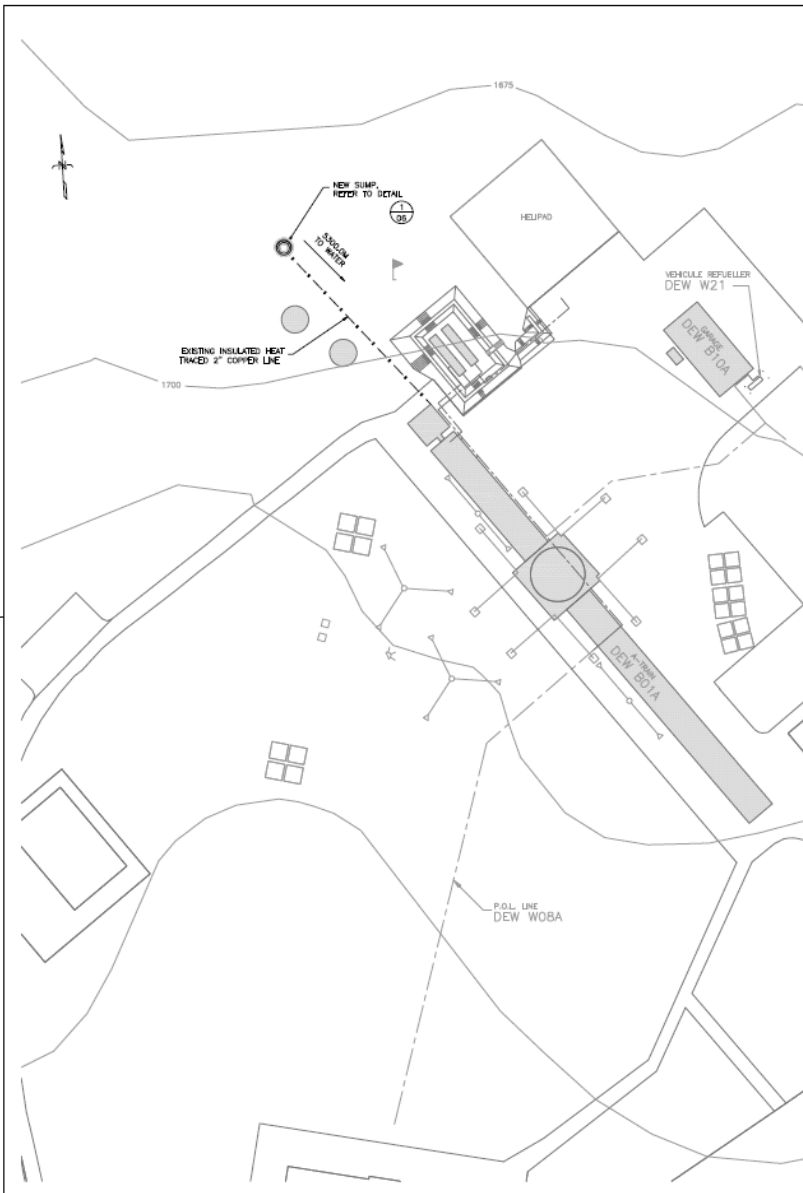 1675
N
NEW SUMP,
REFER TO DETAIL
1
05
HELIPAD
5300.0M
TO WATER
VEHICULE REFUELLER
DEW W21
GARAGE
DEW B10A
EXISTING INSULATED HEAT
TRACED 2" COPPER LINE
1700
A-TRAIN
DEW B01A
P.O.L. LINE
DEW W08A